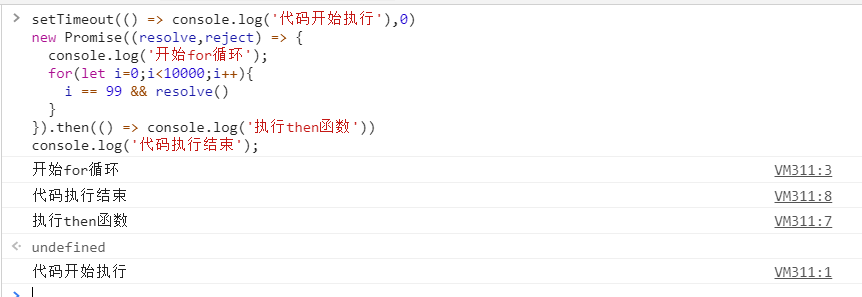 > setTimeout(() => console.log('代码开始执行'),0)
new Promise((resolve,reject) => {
  console.log('开始for循环');
  for(let i=0;i<10000;i++){
    i == 99 && resolve()
  }
}).then(() => console.log('执行then函数'))
console.log('代码执行结束');
开始for循环 VM311:3
代码执行结束 VM311:8
执行then函数 VM311:7
undefined
代码开始执行 VM311:1
>